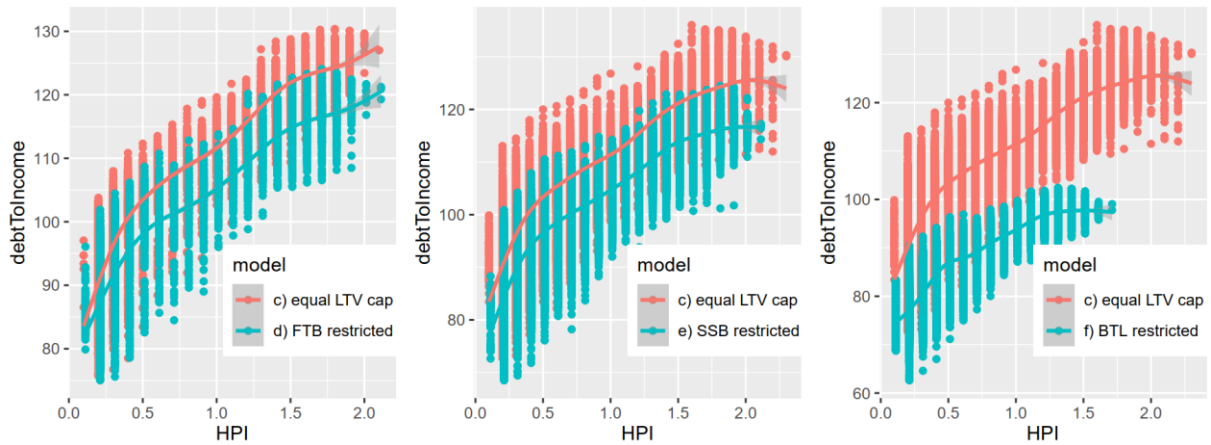 130
120
110
100
90
80
debtToIncome
0.0 0.5 1.0 1.5 2.0
HPI
model
c) equal LTV cap
d) FTB restricted
120
100
80
debtToIncome
0.0 0.5 1.0 1.5 2.0
HPI
model
c) equal LTV cap
e) SSB restricted
120
100
80
60
debtToIncome
0.0 0.5 1.0 1.5 2.0
HPI
model
c) equal LTV cap
f) BTL restricted